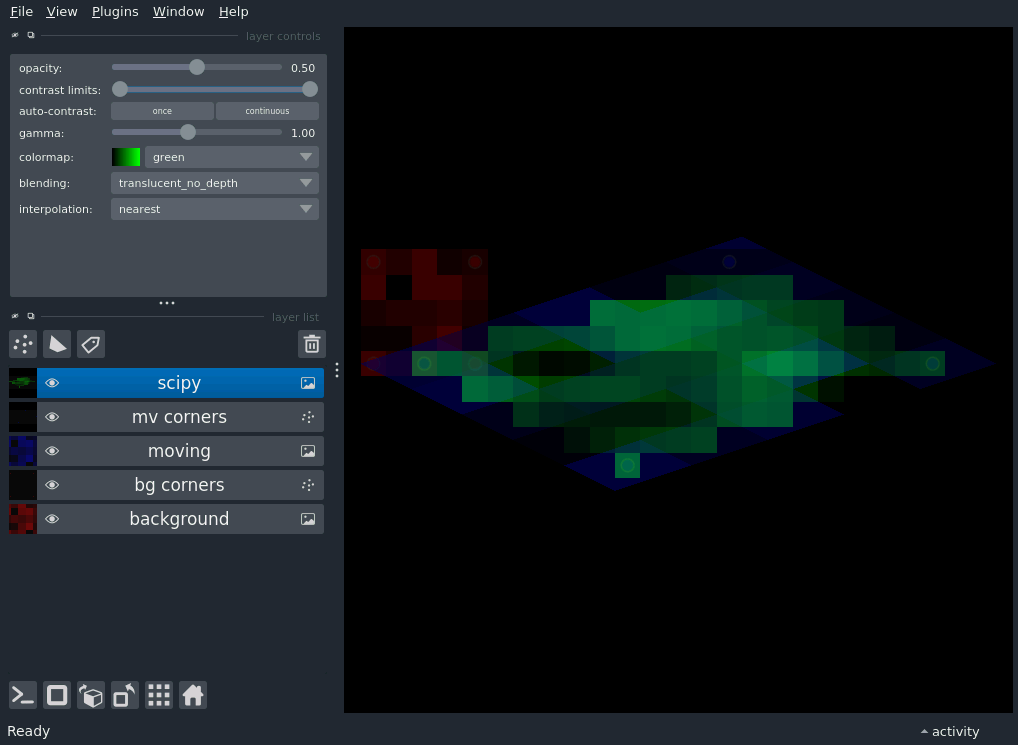 File View Plugins Window Help
layer controls
opacity: 0.50
contrast limits:
auto-contrast: once continuous
gamma: 1.00
colormap: green
blending: translucent_no_depth
interpolation: nearest
layer list
scipy
mv corners
moving
bg corners
background
Ready activity